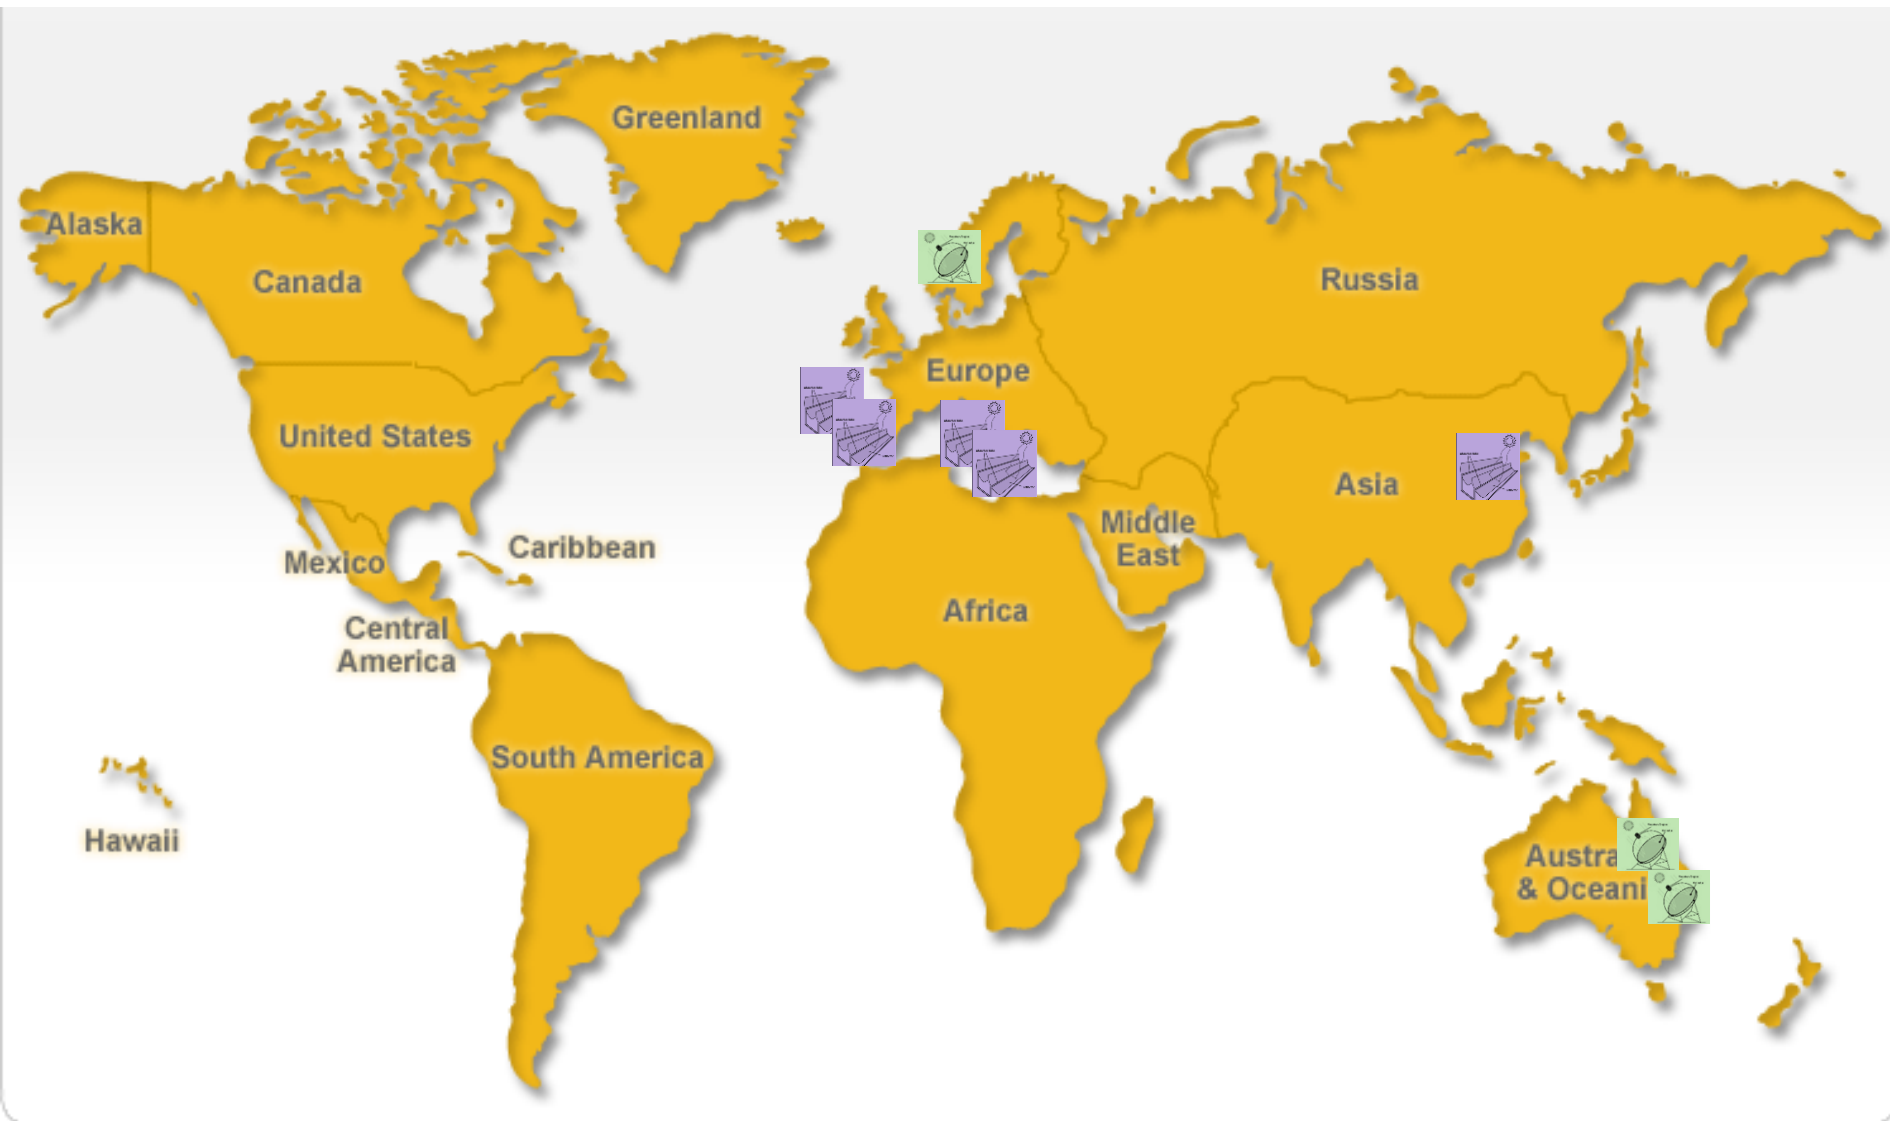 Greenland
Alaska
Canada
Russia
Europe
United States
Asia
Middle
East
Caribbean
Mexico
Africa
Central
America
South America
Hawaii
Austra
& Oceani